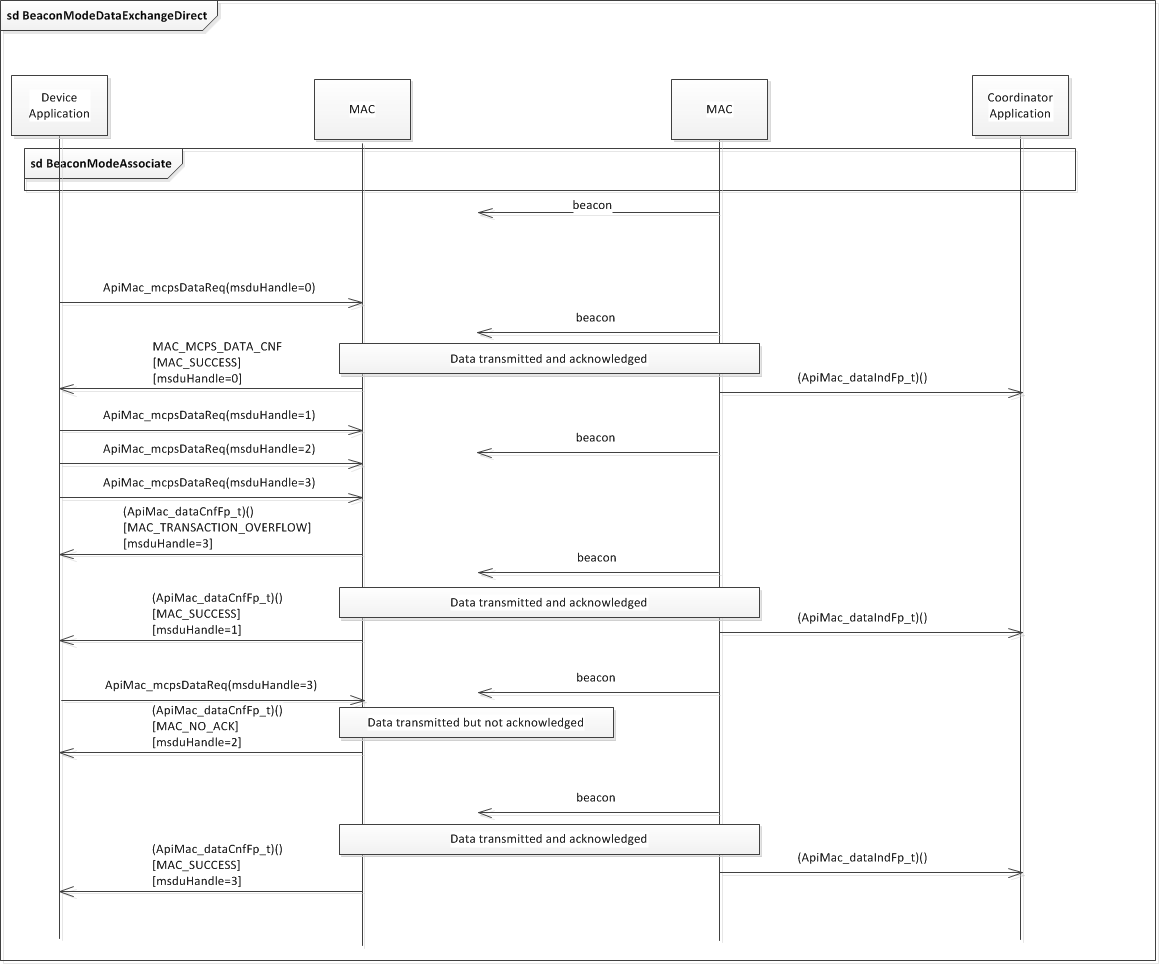 sd BeaconModeDataExchangeDirect
Device
Application
MAC
MAC
Coordinator
Application
sd BeaconModeAssociate
beacon
ApiMac_mcpsDataReq(msduHandle=0)
beacon
MAC_MCPS_DATA_CNF
[MAC_SUCCESS]
[msduHandle=0]
Data transmitted and acknowledged
(ApiMac_dataIndFp_t)()
ApiMac_mcpsDataReq(msduHandle=1)
beacon
ApiMac_mcpsDataReq(msduHandle=2)
ApiMac_mcpsDataReq(msduHandle=3)
(ApiMac_dataCnfFp_t)()
[MAC_TRANSACTION_OVERFLOW]
[msduHandle=3]
beacon
(ApiMac_dataCnfFp_t)()
[MAC_SUCCESS]
[msduHandle=1]
Data transmitted and acknowledged
(ApiMac_dataIndFp_t)()
beacon
ApiMac_mcpsDataReq(msduHandle=3)
(ApiMac_dataCnfFp_t)()
[MAC_NO_ACK]
[msduHandle=2]
Data transmitted but not acknowledged
beacon
Data transmitted and acknowledged
(ApiMac_dataCnfFp_t)()
[MAC_SUCCESS]
[msduHandle=3]
(ApiMac_dataIndFp_t)()